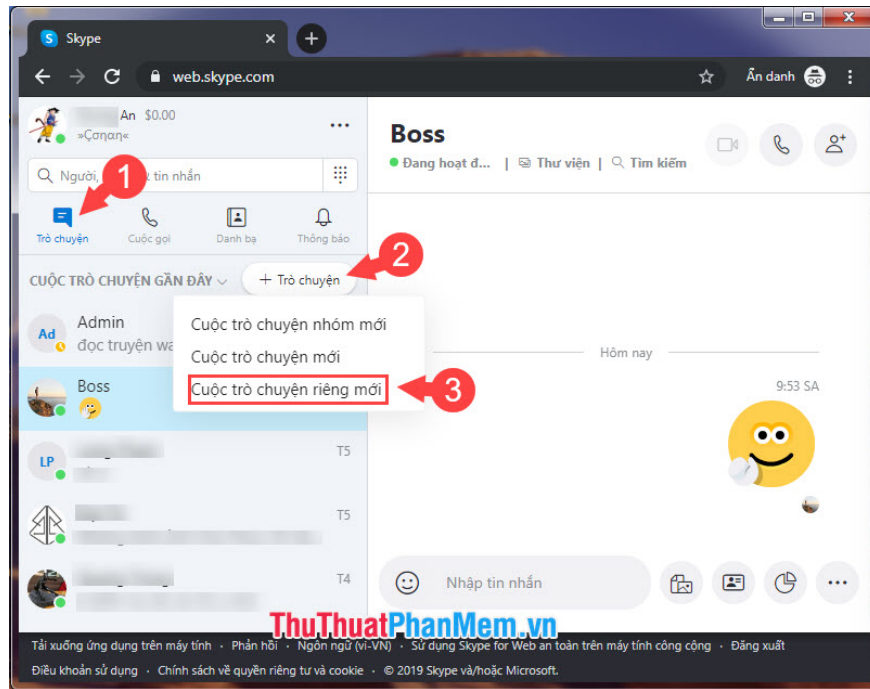 Skype
web.skype.com
Ẩn danh
An $0.00
»Çơŋąŋ«
Người, tin nhắn
1
Trò chuyện Cuộc gọi Danh bạ Thông báo
2
CUỘC TRÒ CHUYỆN GẦN ĐÂY + Trò chuyện
Cuộc trò chuyện nhóm mới
Cuộc trò chuyện mới
Cuộc trò chuyện riêng mới
3
Ad Admin
đọc truyện
Boss
LP T5
T5
T4
Boss
Đang hoạt đ... | Thư viện | Tìm kiếm
Hôm nay
9:53 SA
Nhập tin nhắn
ThuThuatPhanMem.vn
Tải xuống ứng dụng trên máy tính · Phản hồi · Ngôn ngữ (vi-VN) · Sử dụng Skype for Web an toàn trên máy tính công cộng · Đăng xuất
Điều khoản sử dụng · Chính sách về quyền riêng tư và cookie · © 2019 Skype và/hoặc Microsoft.